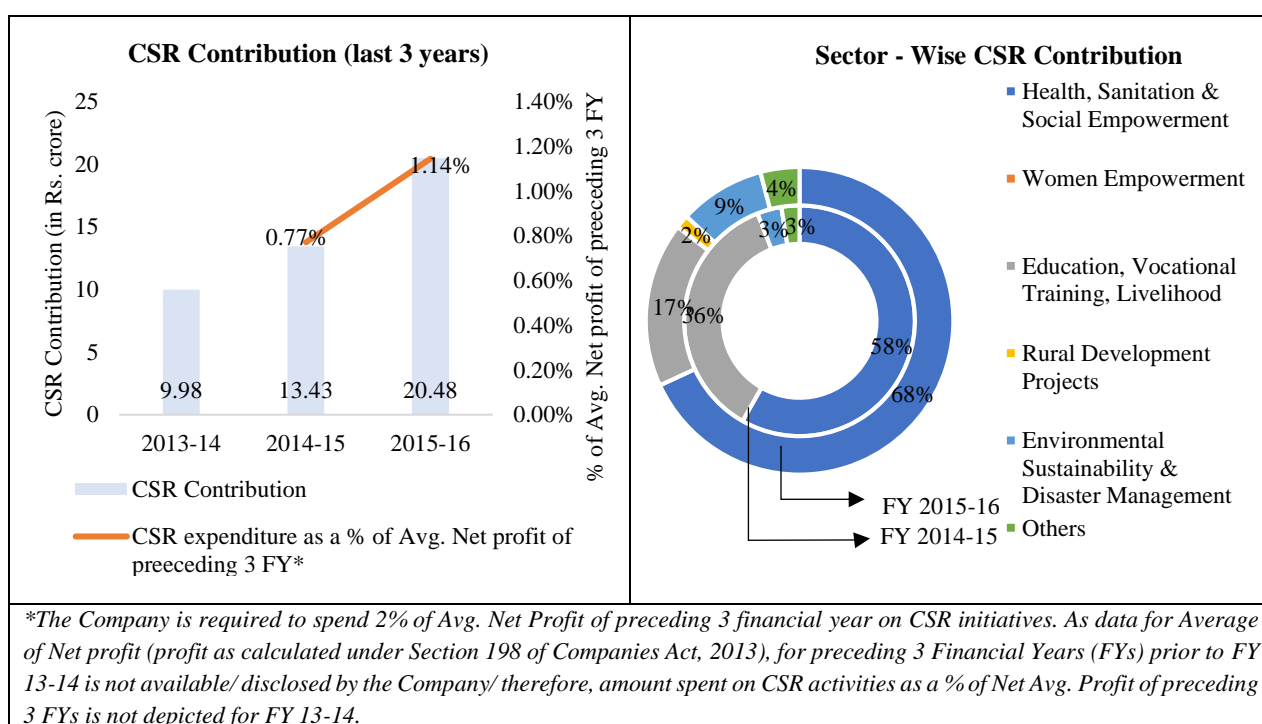 CSR Contribution (last 3 years)
CSR Contribution (in Rs. crore)
25
20
15
10
5
0
1.40%
1.20%
1.00%
0.80%
0.60%
0.40%
0.20%
0.00%
% of Avg. Net profit of preceeding 3 FY
1.14%
0.77%
9.98
13.43
20.48
2013-14
2014-15
2015-16
CSR Contribution
CSR expenditure as a % of Avg. Net profit of
preeceding 3 FY*
Sector - Wise CSR Contribution
Health, Sanitation &
Social Empowerment
Women Empowerment
Education, Vocational
Training, Livelihood
Rural Development
Projects
Environmental
Sustainability &
Disaster Management
Others
4%
9%
2%
17%
68%
3%
3%
36%
58%
FY 2015-16
FY 2014-15
*The Company is required to spend 2% of Avg. Net Profit of preceding 3 financial year on CSR initiatives. As data for Average
of Net profit (profit as calculated under Section 198 of Companies Act, 2013), for preceding 3 Financial Years (FYs) prior to FY
13-14 is not available/ disclosed by the Company/ therefore, amount spent on CSR activities as a % of Net Avg. Profit of preceding
3 FYs is not depicted for FY 13-14.